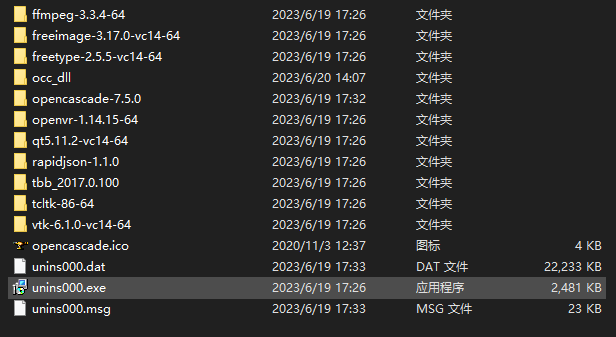 ffmpeg-3.3.4-64 2023/6/19 17:26 文件夹
freeimage-3.17.0-vc14-64 2023/6/19 17:26 文件夹
freetype-2.5.5-vc14-64 2023/6/19 17:26 文件夹
occ_dll 2023/6/20 14:07 文件夹
opencascade-7.5.0 2023/6/19 17:32 文件夹
openvr-1.14.15-64 2023/6/19 17:26 文件夹
qt5.11.2-vc14-64 2023/6/19 17:26 文件夹
rapidjson-1.1.0 2023/6/19 17:26 文件夹
tbb_2017.0.100 2023/6/19 17:26 文件夹
tcltk-86-64 2023/6/19 17:26 文件夹
vtk-6.1.0-vc14-64 2023/6/19 17:26 文件夹
opencascade.ico 2020/11/3 12:37 图标 4 KB
unins000.dat 2023/6/19 17:33 DAT 文件 22,233 KB
unins000.exe 2023/6/19 17:26 应用程序 2,481 KB
unins000.msg 2023/6/19 17:33 MSG 文件 23 KB